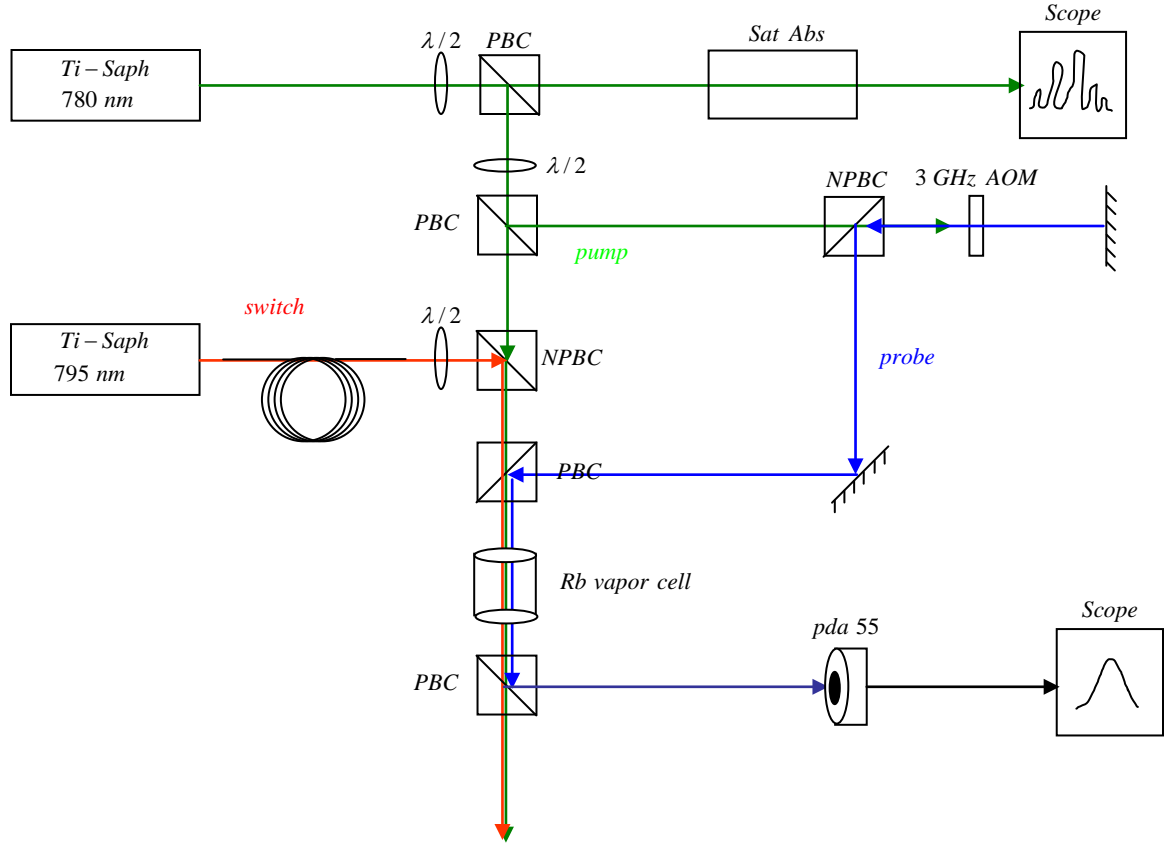 Scope
λ/2
PBC
Sat Abs
Ti – Saph
780 nm
λ/2
NPBC
3 GHz AOM
PBC
pump
switch
λ/2
Ti – Saph
795 nm
NPBC
probe
PBC
Rb vapor cell
Scope
pda 55
PBC